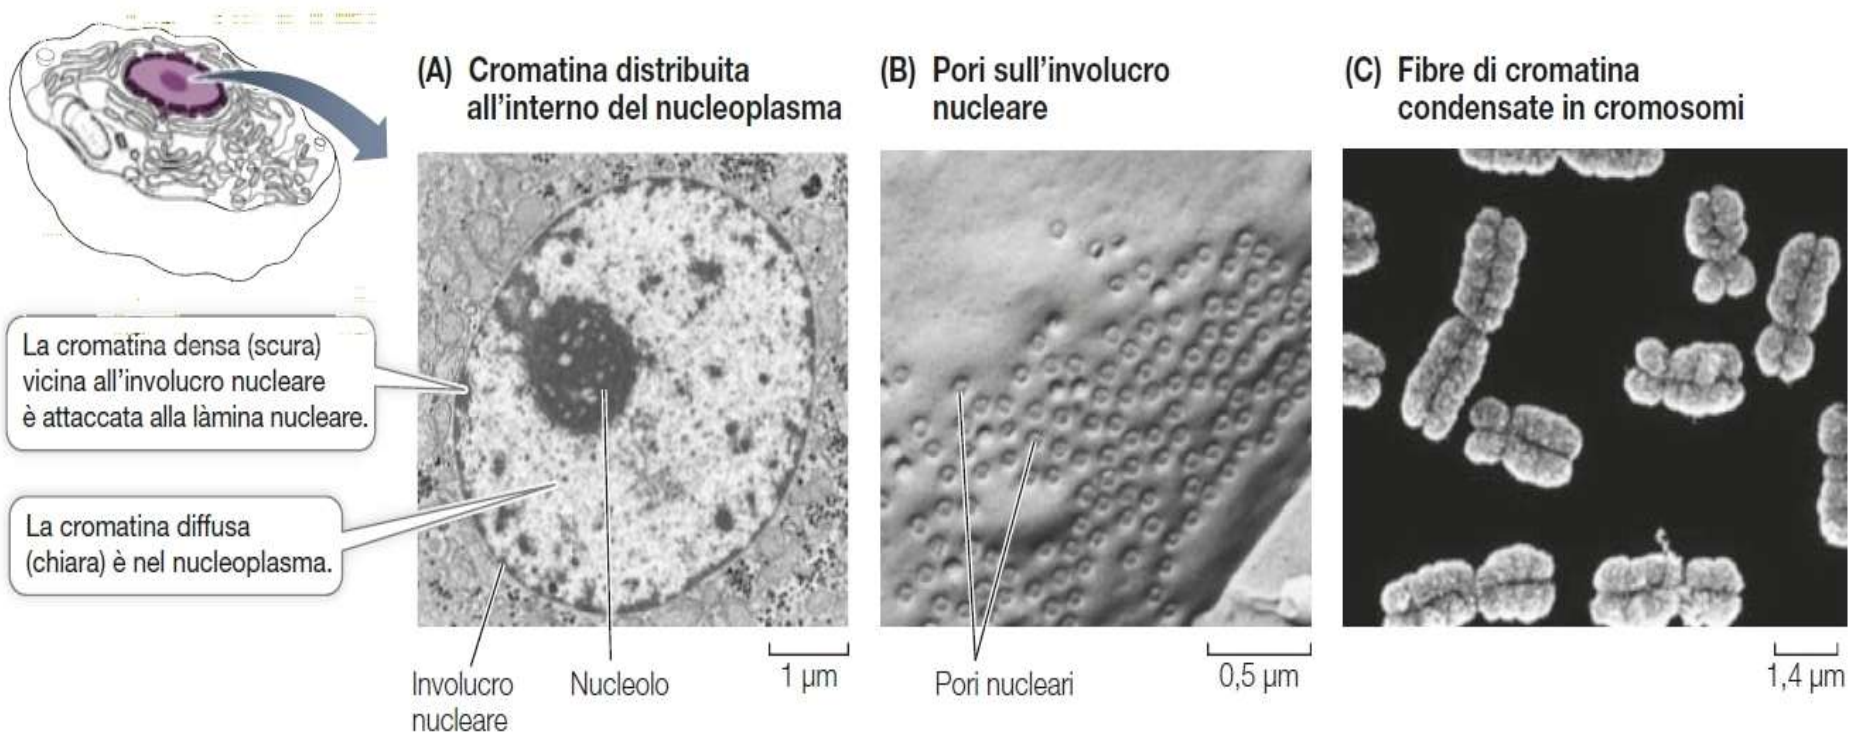 (A) Cromatina distribuita
all'interno del nucleoplasma
(B) Pori sull'involucro
nucleare
(C) Fibre di cromatina
condensate in cromosomi
La cromatina densa (scura)
vicina all'involucro nucleare
è attaccata alla làmina nucleare.
La cromatina diffusa
(chiara) è nel nucleoplasma.
Involucro
nucleare
Nucleolo
1 µm
Pori nucleari
0,5 µm
1,4 µm